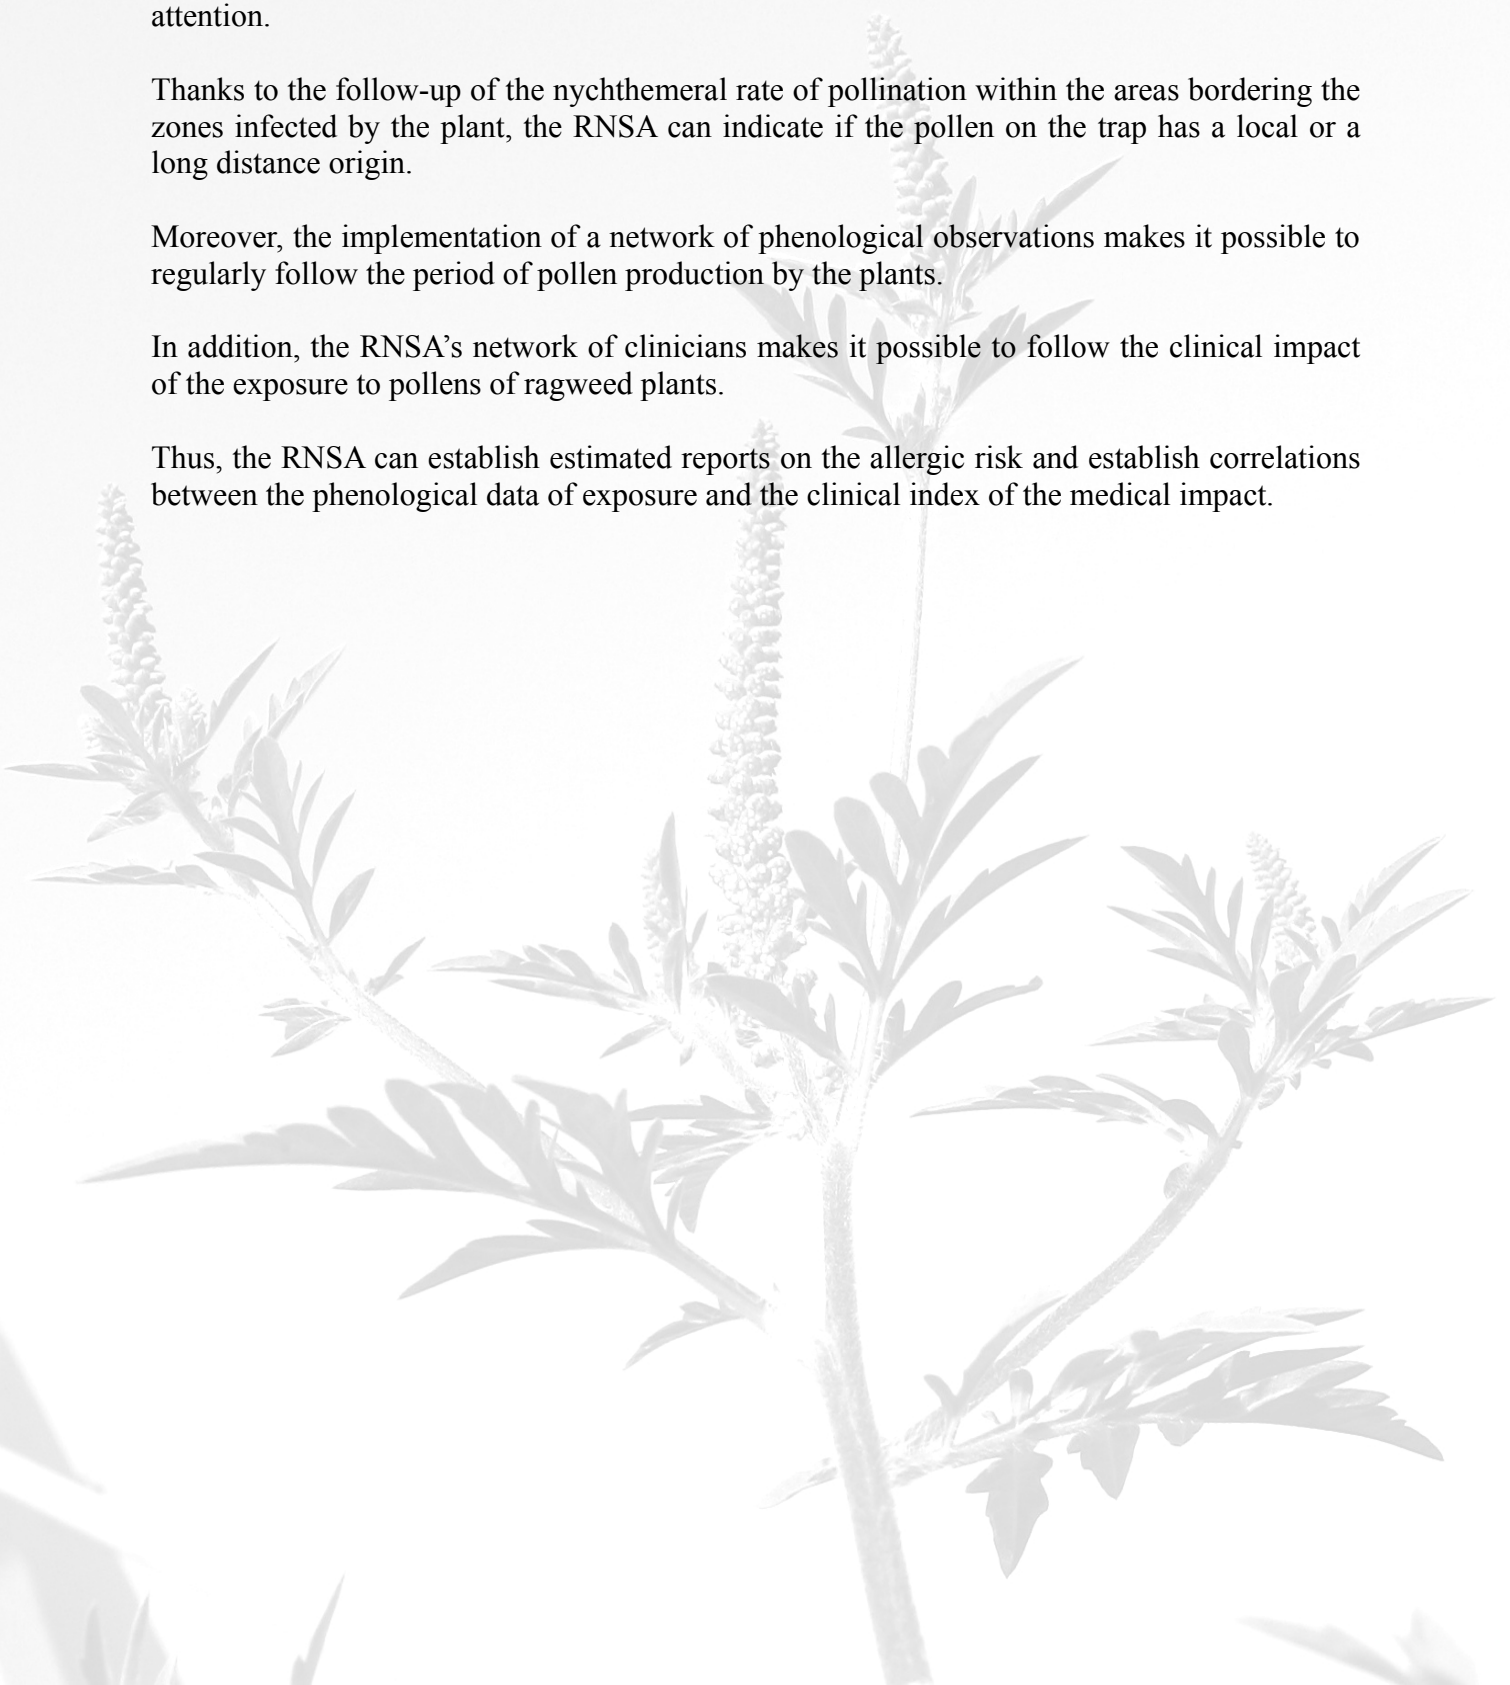 attention.
Thanks to the follow-up of the nychthemeral rate of pollination within the areas bordering the
zones infected by the plant, the RNSA can indicate if the pollen on the trap has a local or a
long distance origin.
Moreover, the implementation of a network of phenological observations makes it possible to
regularly follow the period of pollen production by the plants.
In addition, the RNSA’s network of clinicians makes it possible to follow the clinical impact
of the exposure to pollens of ragweed plants.
Thus, the RNSA can establish estimated reports on the allergic risk and establish correlations
between the phenological data of exposure and the clinical index of the medical impact.